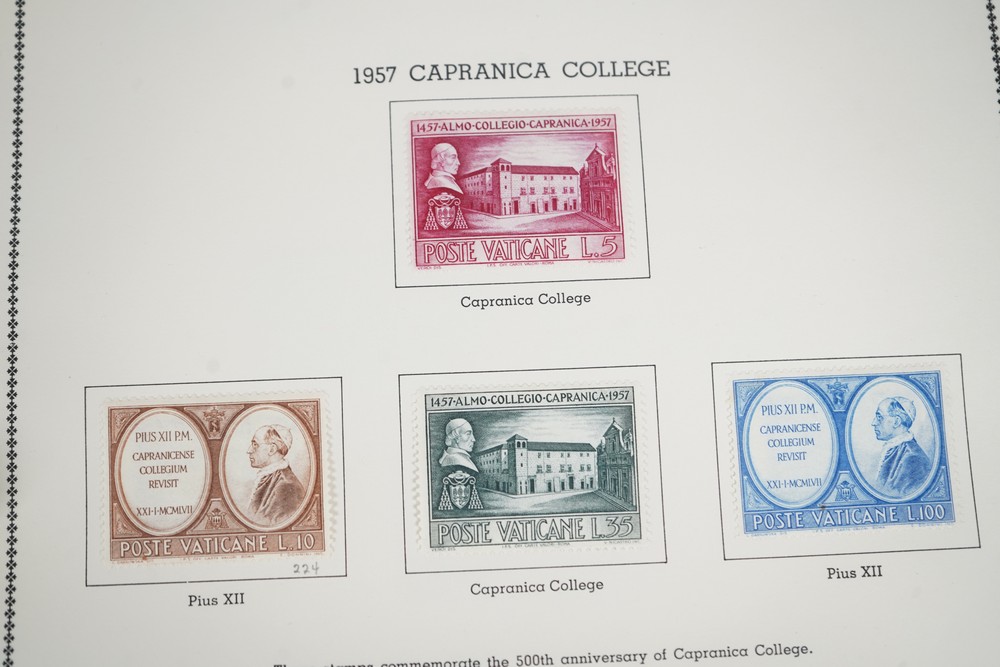 1957 CAPRANICA COLLEGE
1457·ALMO·COLLEGIO·CAPRANICA·1957
POSTE VATICANE L.5
Capranica College
PIUS XII P.M.
CAPRANICENSE
COLLEGIUM
REVISIT
XXI·I·MCMLVII
POSTE VATICANE L.10
224
Pius XII
1457·ALMO·COLLEGIO·CAPRANICA·1957
POSTE VATICANE L.35
Capranica College
PIUS XII P.M.
CAPRANICENSE
COLLEGIUM
REVISIT
XXI·I·MCMLVII
POSTE VATICANE L.100
Pius XII
stamps commemorate the 500th anniversary of Capranica College.